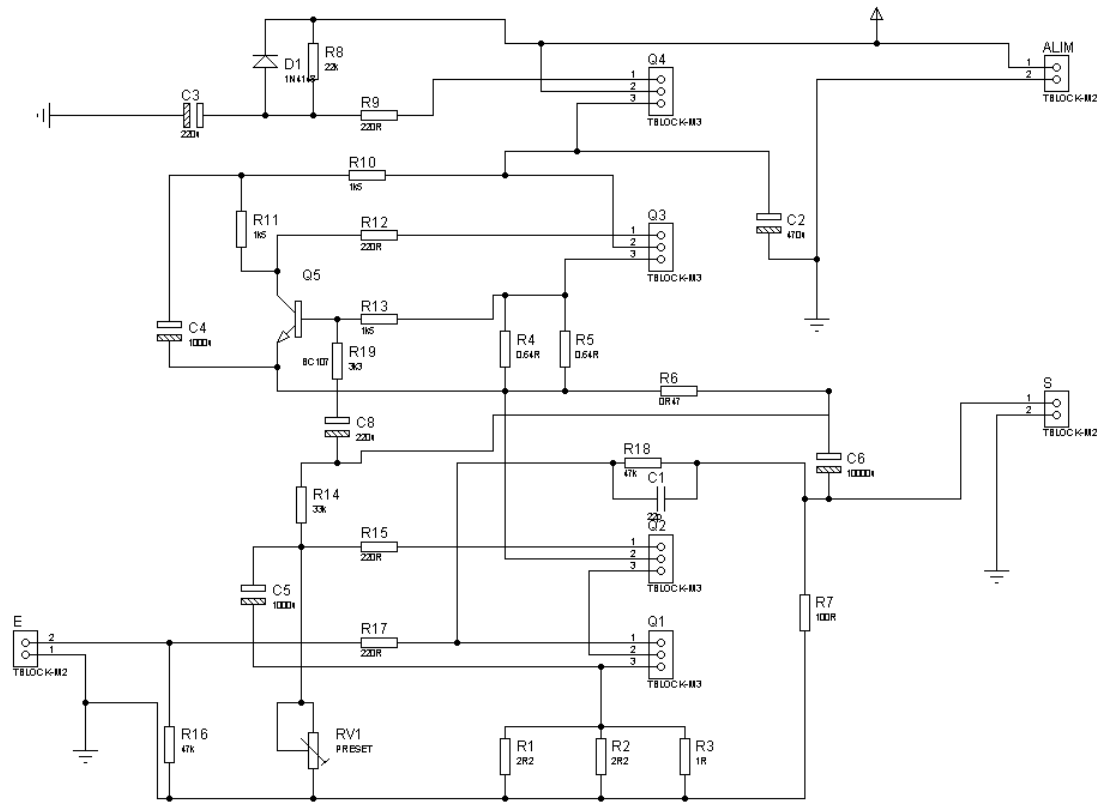 R8
22k
D1
1N4148
ALIM
1
2
TBLOCK-M2
Q4
1
2
3
TBLOCK-M3
C3
220u
R9
220R
R10
1k5
R11
1k5
R12
220R
Q3
1
2
3
TBLOCK-M3
C2
470u
Q5
BC107
R13
1k5
C4
1000u
R19
3k3
R4
0.64R
R5
0.64R
R6
0R47
S
1
2
TBLOCK-M2
C8
220u
R18
47k
C1
22p
C6
10000u
R14
33k
Q2
1
2
3
TBLOCK-M3
R15
220R
C5
1000u
R7
100R
E
2
1
TBLOCK-M2
R17
220R
Q1
1
2
3
TBLOCK-M3
R16
47k
RV1
PRESET
R1
2R2
R2
2R2
R3
1R